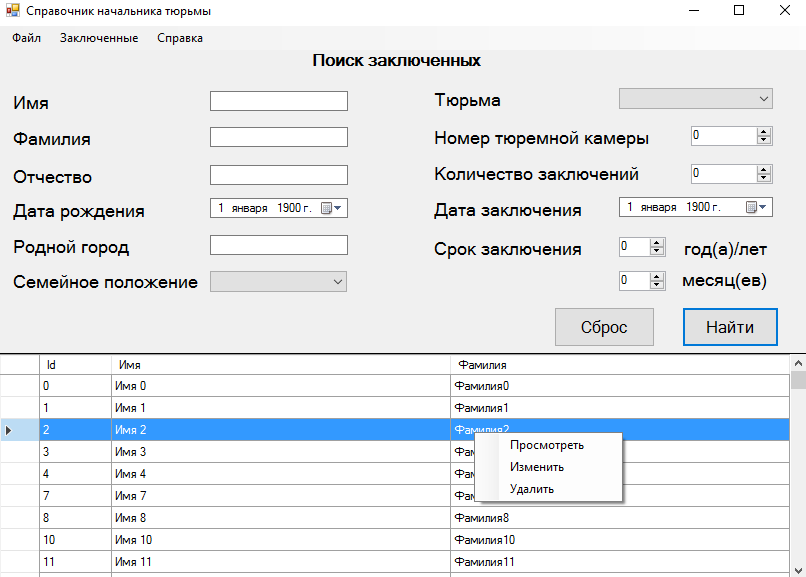 Справочник начальника тюрьмы
Файл Заключенные Справка
Поиск заключенных
Имя
Фамилия
Отчество
Дата рождения 1 января 1900 г.
Родной город
Семейное положение
Тюрьма
Номер тюремной камеры 0
Количество заключений 0
Дата заключения 1 января 1900 г.
Срок заключения 0 год(а)/лет
0 месяц(ев)
Сброс Найти
Id Имя Фамилия
0 Имя 0 Фамилия0
1 Имя 1 Фамилия1
2 Имя 2 Фамилия2
3 Имя 3 Фам
4 Имя 4 Фам
7 Имя 7 Фам
8 Имя 8 Фамилия8
10 Имя 10 Фамилия10
11 Имя 11 Фамилия11
Просмотреть
Изменить
Удалить